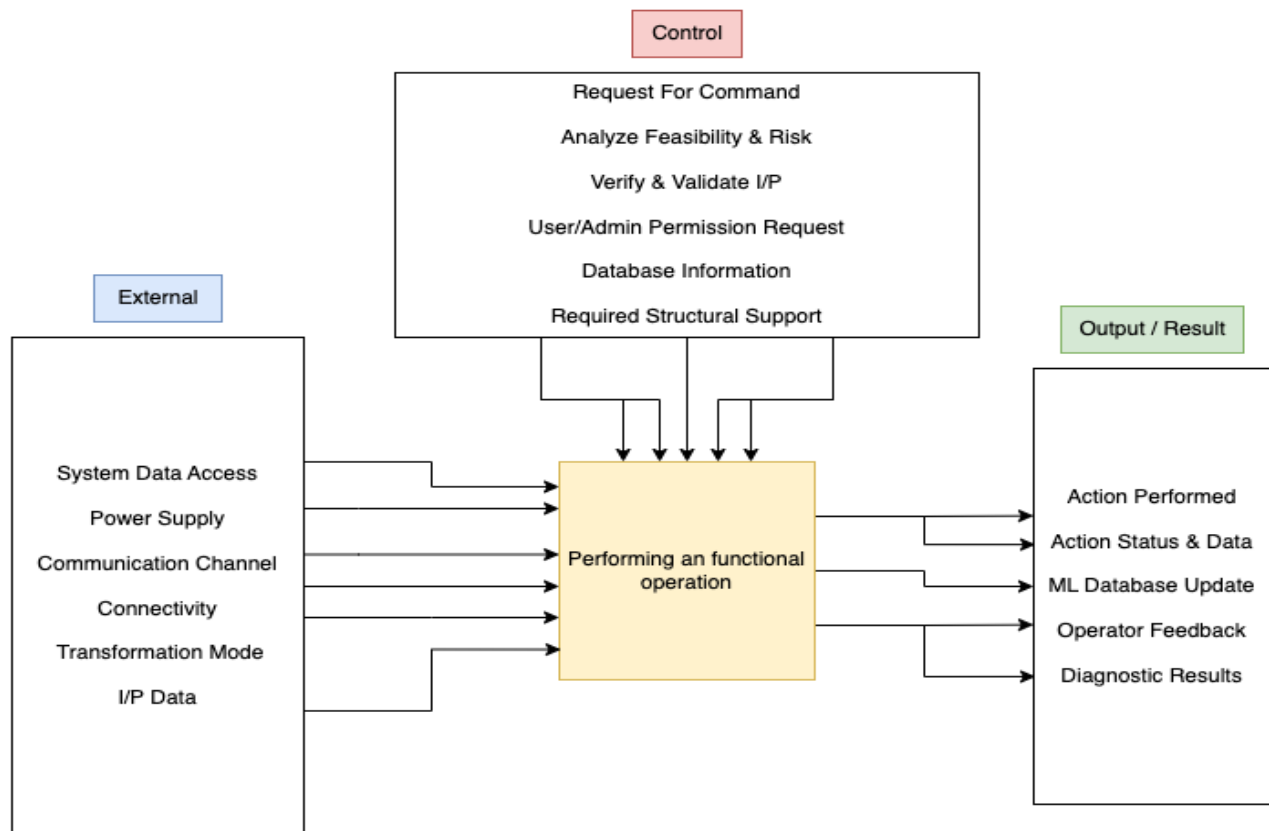 Control
Request For Command
Analyze Feasibility & Risk
Verify & Validate I/P
User/Admin Permission Request
Database Information
Required Structural Support
External
System Data Access
Power Supply
Communication Channel
Connectivity
Transformation Mode
I/P Data
Performing an functional
operation
Output / Result
Action Performed
Action Status & Data
ML Database Update
Operator Feedback
Diagnostic Results